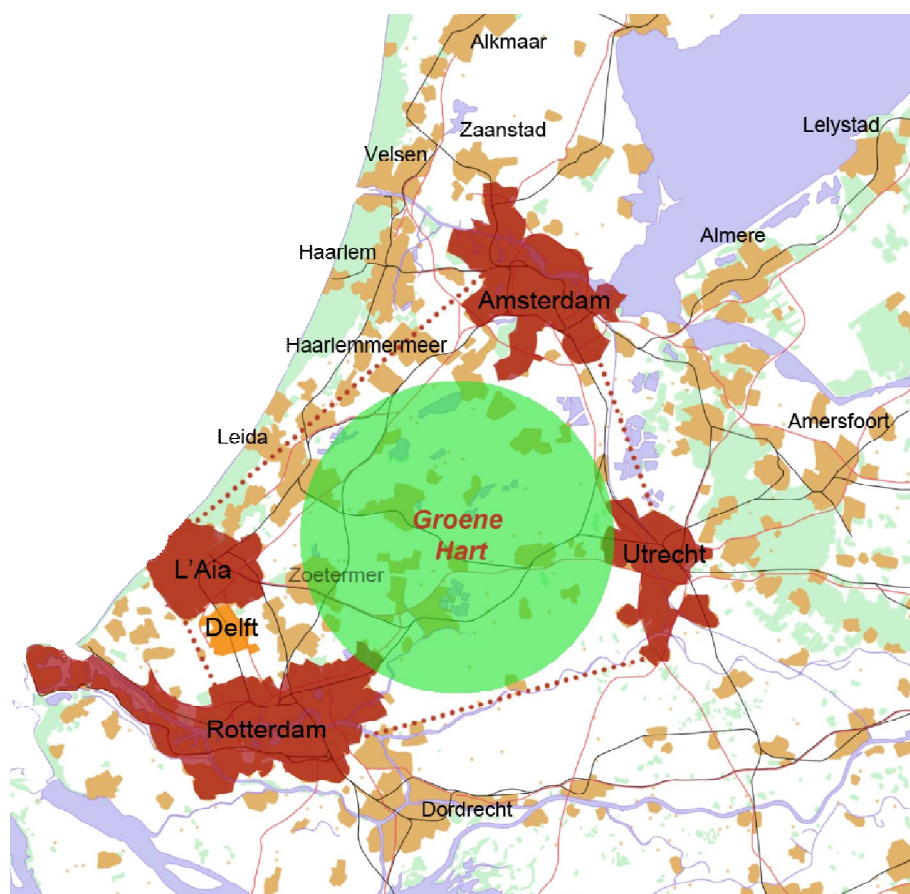 Alkmaar
Zaanstad
Lelystad
Velsen
Almere
Haarlem
Amsterdam
Haarlemmermeer
Amersfoort
Leida
Groene
Hart
Utrecht
L'Aia
Zoetermer
Delft
Rotterdam
Dordrecht